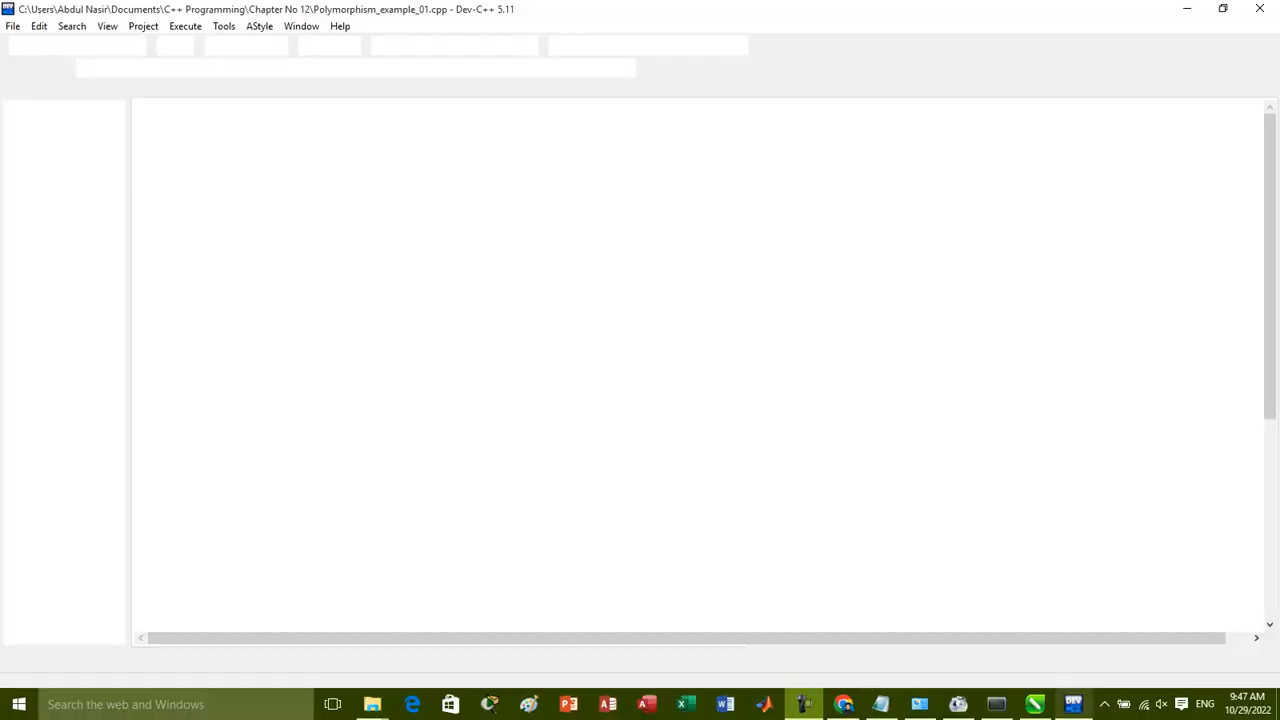 C:\Users\Abdul Nasir\Documents\C++ Programming\Chapter No 12\Polymorphism_example_01.cpp - Dev-C++ 5.11
File Edit Search View Project Execute Tools AStyle Window Help
Search the web and Windows
ENG
9:47 AM
10/29/2022